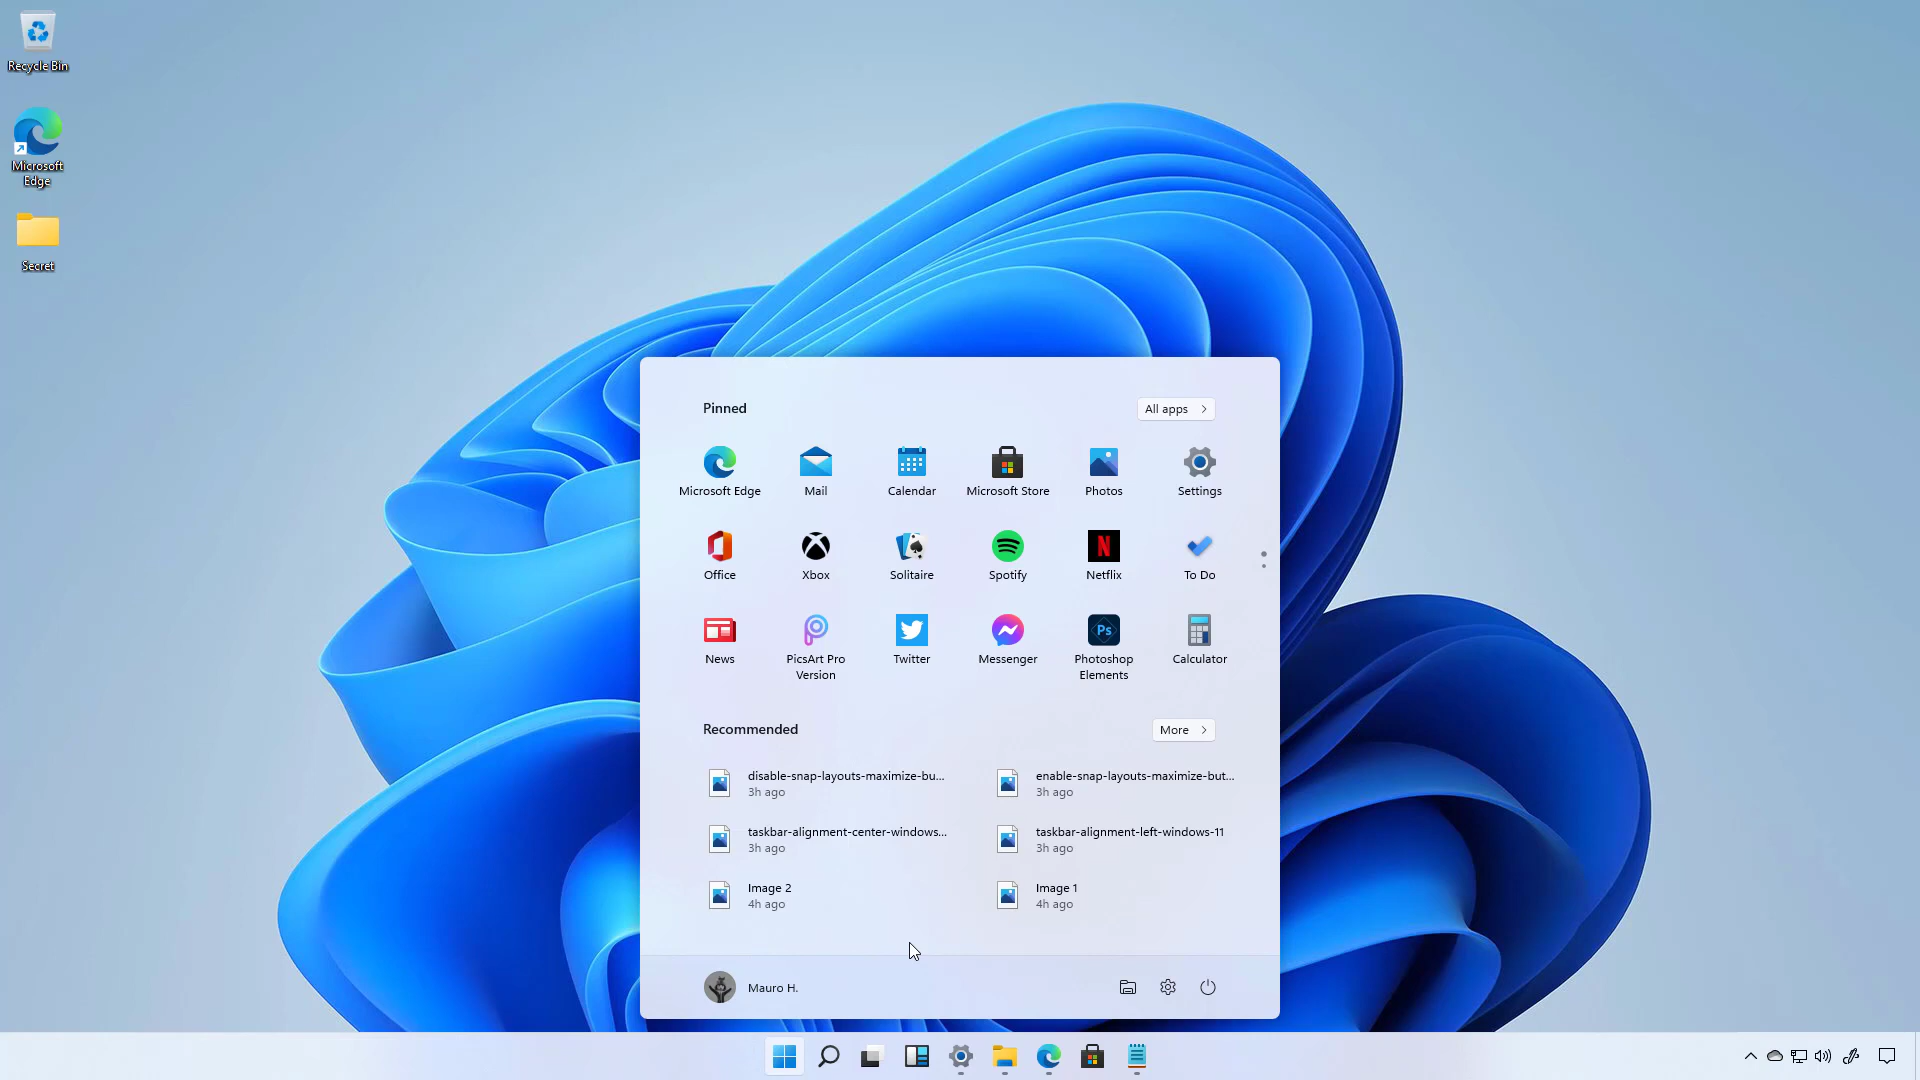 Recycle Bin
Microsoft
Edge
Secret
Pinned
All apps
Microsoft Edge
Mail
Calendar
Microsoft Store
Photos
Settings
Office
Xbox
Solitaire
Spotify
N
Netflix
To Do
Ps
News
PicsArt Pro
Version
Twitter
Messenger
Photoshop
Elements
Calculator
Recommended
More
disable-snap-layouts-maximize-bu...
3h ago
enable-snap-layouts-maximize-but...
3h ago
taskbar-alignment-center-windows...
3h ago
taskbar-alignment-left-windows-11
3h ago
Image 2
4h ago
Image 1
4h ago
Mauro H.